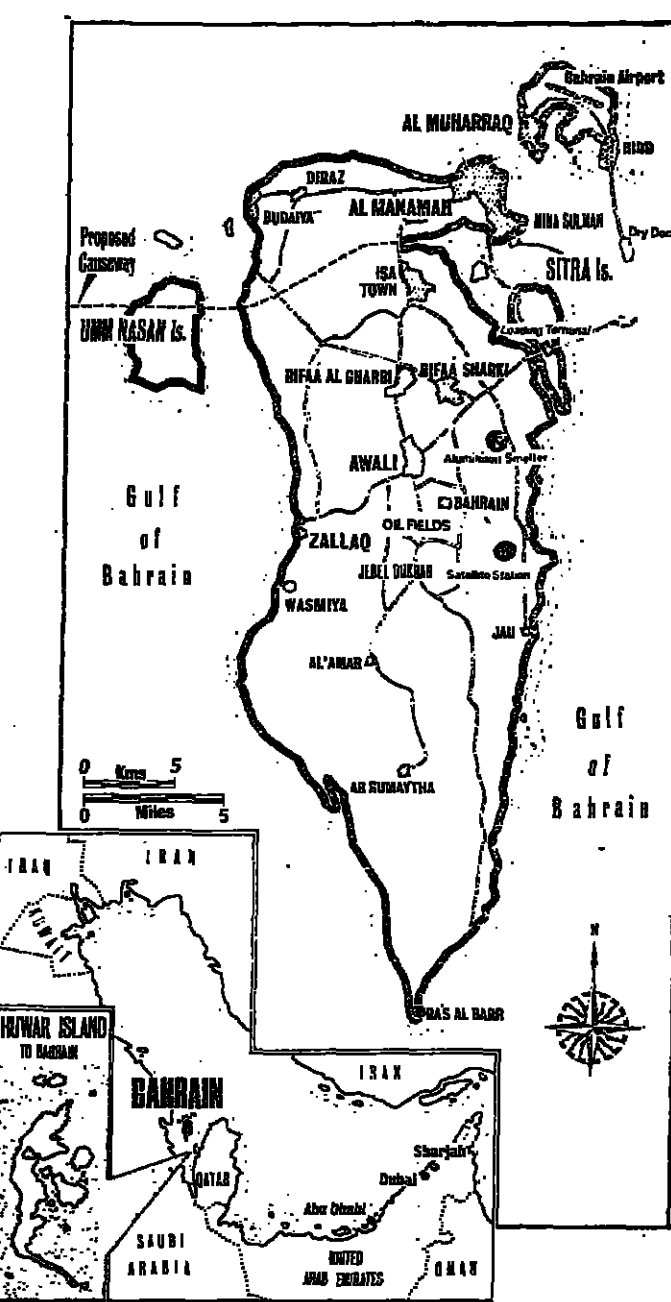 Bahrain Airport
AL MUHARRAQ
HIDD
DIRAZ
BUDAIYA
AL MANAMAH
MINA SULMAN
Dry Doc
Proposed
Causeway
ISA
TOWN
SITRA Is.
UMM NASAN Is.
Loading Terminal
RIFAA AL GHARBI
RIFAA SHARKI
AWALI
Aluminium Smelter
Gulf
of
Bahrain
BAHRAIN
OIL FIELDS
ZALLAQ
JEBEL DUKHAN
Satellite Station
WASMIYA
JAU
AL'AMAR
Gulf
of
Bahrain
0 Kms 5
0 Miles 5
AR SUMAYTHA
IRAQ
IRAN
KUWAIT
N
RA'S AL BARR
HUWAR ISLAND
TO BAHRAIN
IRAN
BAHRAIN
QATAR
Sharjah
Dubai
Abu Dhabi
SAUDI
ARABIA
UNITED
ARAB EMIRATES
OMAN